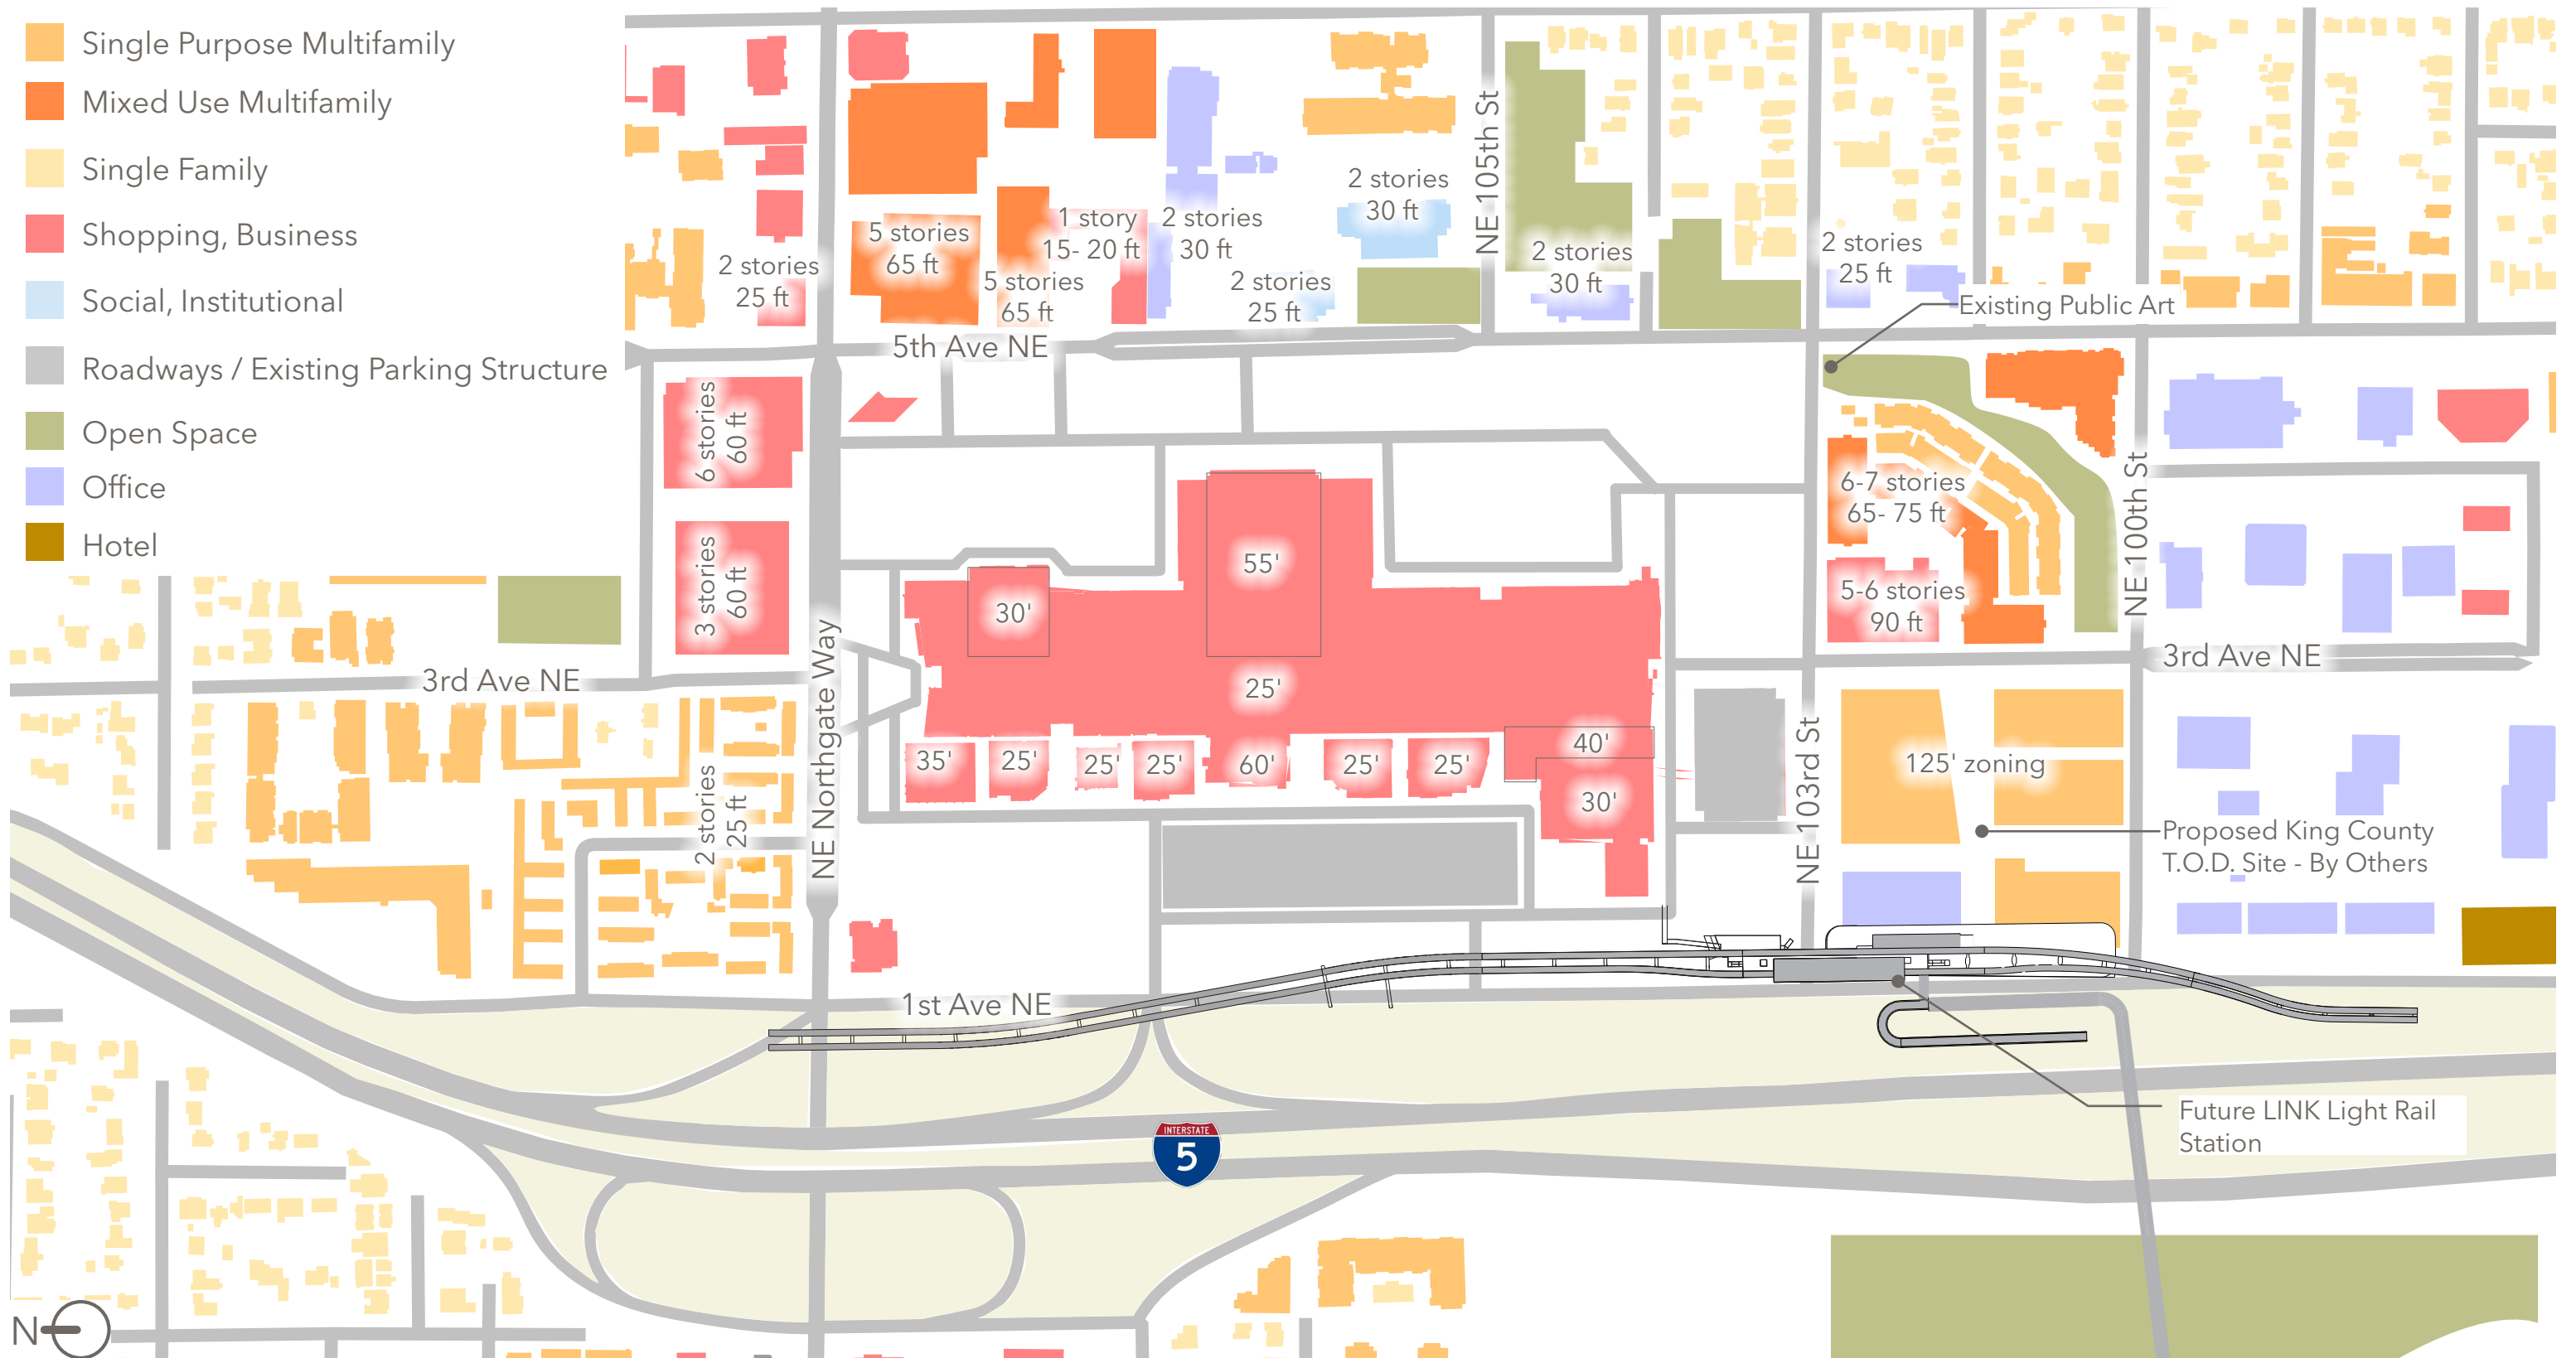 Single Purpose Multifamily
Mixed Use Multifamily
Single Family
Shopping, Business
Social, Institutional
Roadways / Existing Parking Structure
Open Space
Office
Hotel
2 stories
25 ft
5 stories
65 ft
5 stories
65 ft
1 story
15- 20 ft
2 stories
30 ft
2 stories
30 ft
2 stories
25 ft
NE 105th St
2 stories
30 ft
2 stories
25 ft
Existing Public Art
5th Ave NE
6 stories
60 ft
3 stories
60 ft
55'
30'
25'
6-7 stories
65- 75 ft
5-6 stories
90 ft
NE 100th St
3rd Ave NE
3rd Ave NE
NE Northgate Way
2 stories
25 ft
35'
25'
25'
25'
60'
25'
25'
40'
30'
NE 103rd St
125' zoning
Proposed King County
T.O.D. Site - By Others
1st Ave NE
INTERSTATE
5
Future LINK Light Rail
Station
N